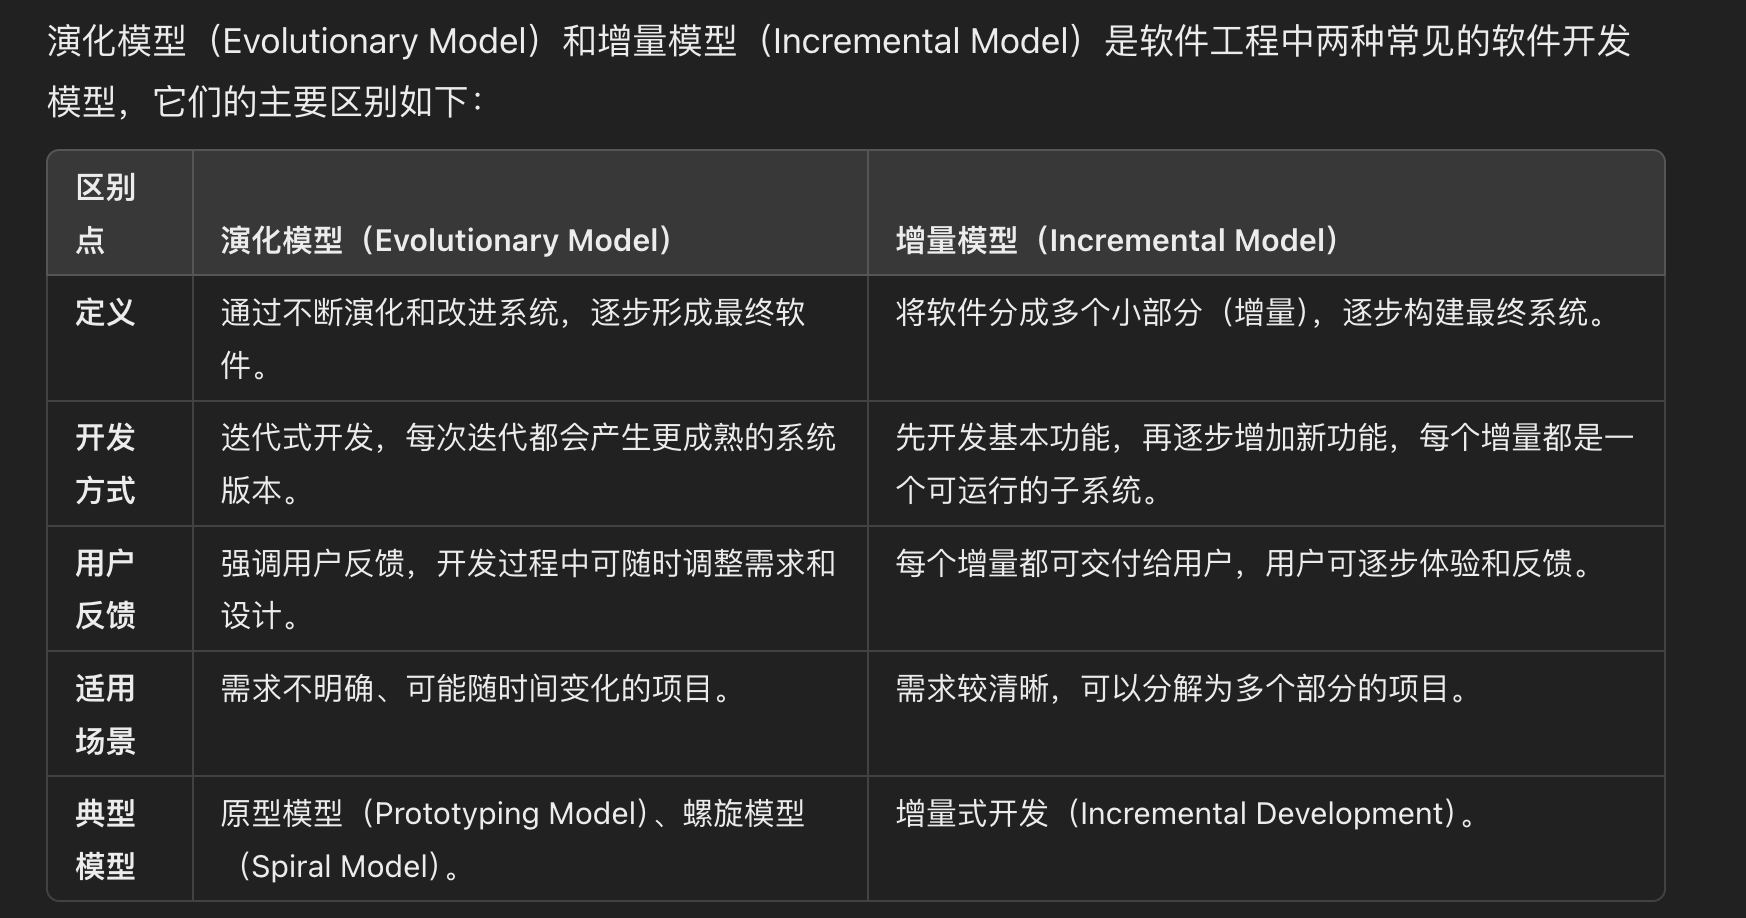 演化模型（Evolutionary Model）和增量模型（Incremental Model）是软件工程中两种常见的软件开发
模型，它们的主要区别如下：
区别
点
演化模型（Evolutionary Model）
增量模型（Incremental Model）
定义
通过不断演化和改进系统，逐步形成最终软
件。
将软件分成多个小部分（增量），逐步构建最终系统。
开发
方式
迭代式开发，每次迭代都会产生更成熟的系统
版本。
先开发基本功能，再逐步增加新功能，每个增量都是一
个可运行的子系统。
用户
反馈
强调用户反馈，开发过程中可随时调整需求和
设计。
每个增量都可交付给用户，用户可逐步体验和反馈。
适用
场景
需求不明确、可能随时间变化的项目。
需求较清晰，可以分解为多个部分的项目。
典型
模型
原型模型（Prototyping Model）、螺旋模型
（Spiral Model）。
增量式开发（Incremental Development）。